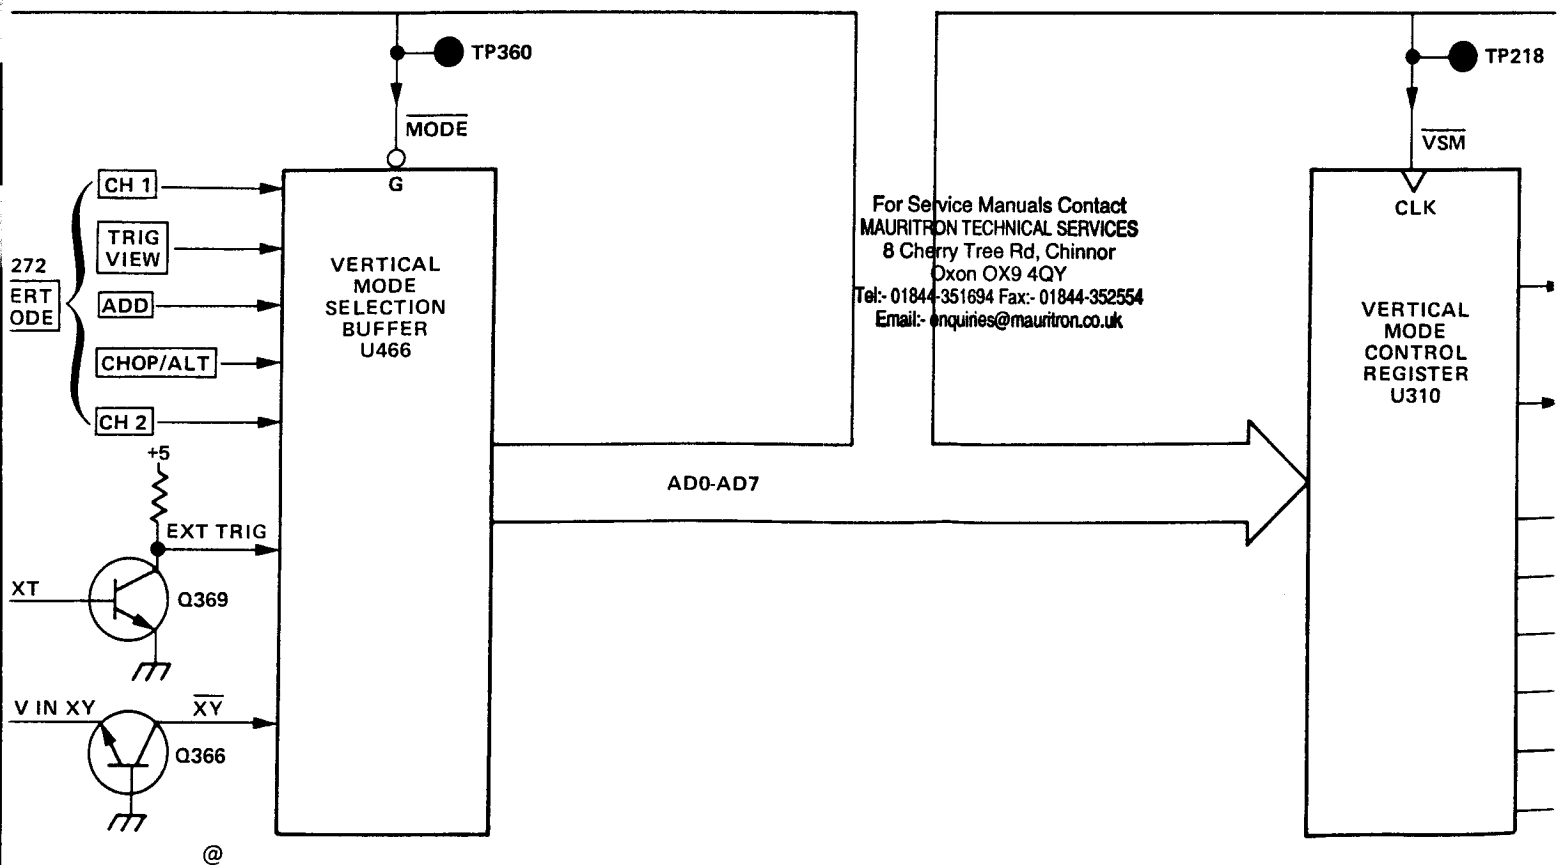 TP360
TP218
MODE
VSM
G
CLK
CH 1
TRIG
VIEW
272
ERT
ODE
ADD
CHOP/ALT
CH 2
VERTICAL
MODE
SELECTION
BUFFER
U466
For Service Manuals Contact
MAURITRON TECHNICAL SERVICES
8 Cherry Tree Rd, Chinnor
Oxon OX9 4QY
Tel:- 01844-351694 Fax:- 01844-352554
Email:- enquiries@mauritron.co.uk
VERTICAL
MODE
CONTROL
REGISTER
U310
+5
AD0-AD7
EXT TRIG
XT
Q369
V IN XY
XY
Q366
@